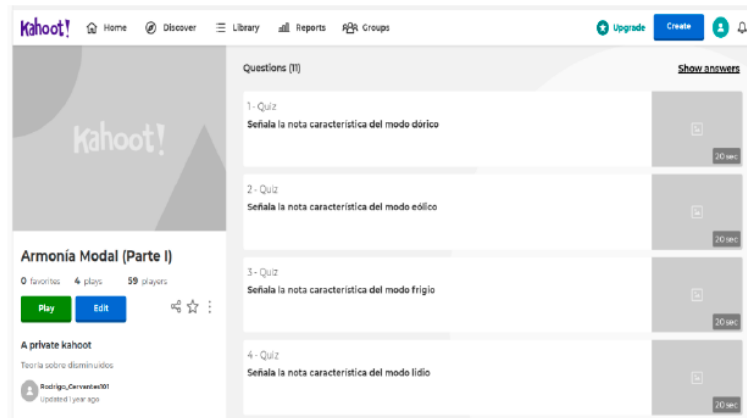 Kahoot! Home Discover Library Reports Groups Upgrade Create
Kahoot!
Armonía Modal (Parte I)
0 favorites 4 plays 59 players
Play Edit
A private kahoot
Teoría sobre disminuidos
Rodrigo_Cervantes101
Updated 1 year ago
Questions (11) Show answers
1 - Quiz
Señala la nota característica del modo dórico
20 sec
2 - Quiz
Señala la nota característica del modo eólico
20 sec
3 - Quiz
Señala la nota característica del modo frigio
20 sec
4 - Quiz
Señala la nota característica del modo lidio
20 sec